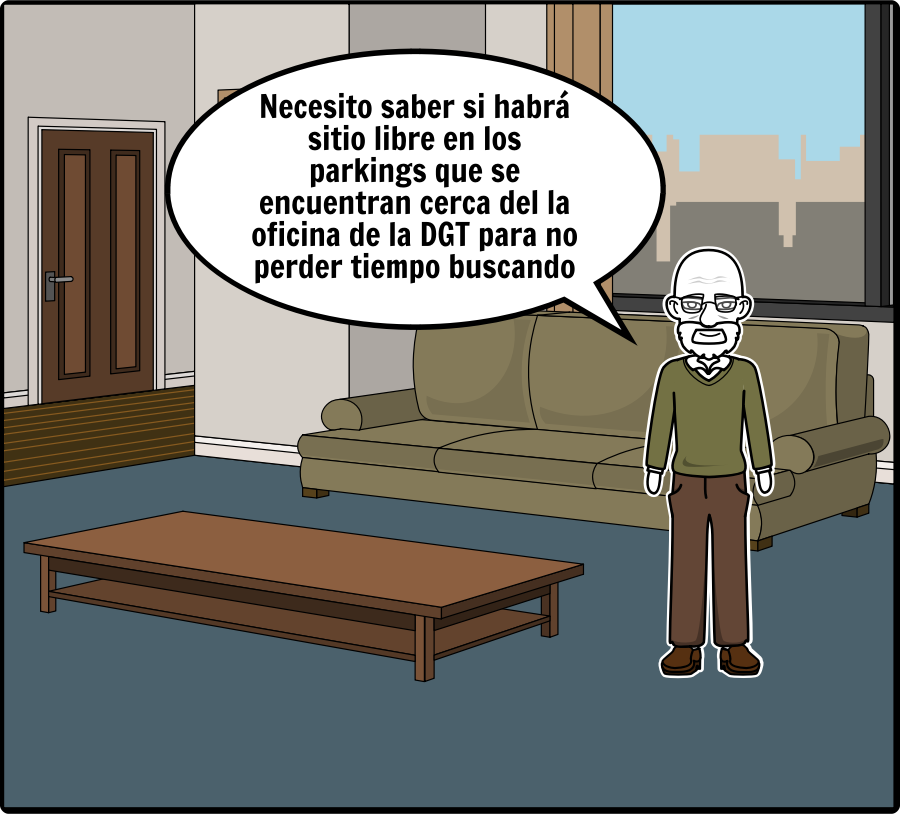 Necesito saber si habrá
sitio libre en los
parkings que se
encuentran cerca del la
oficina de la DGT para no
perder tiempo buscando